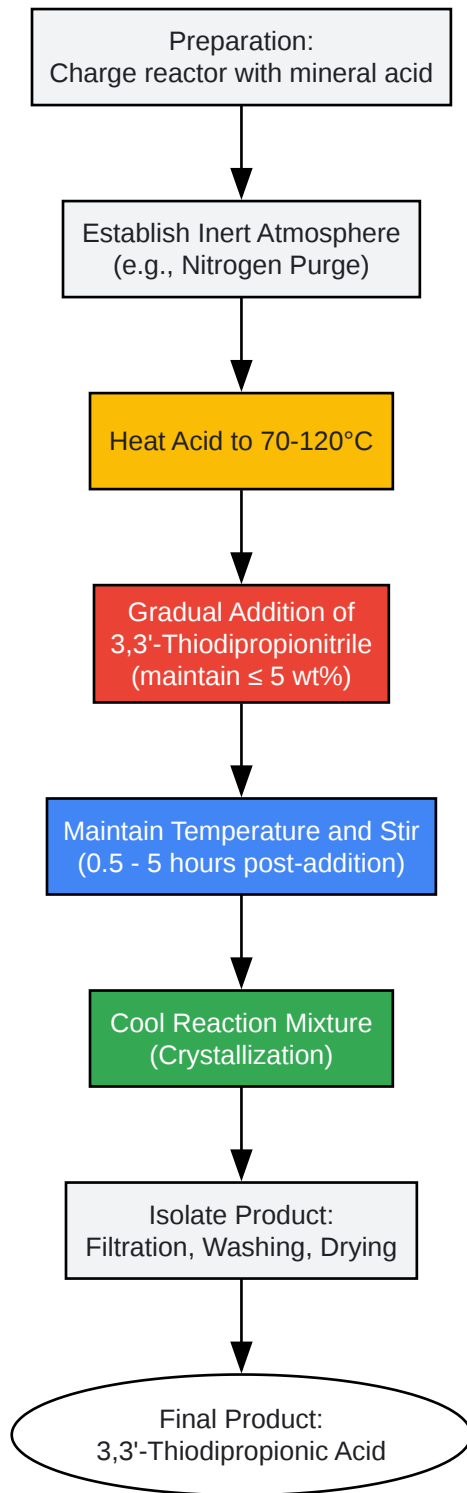 Preparation:
Charge reactor with mineral acid
Establish Inert Atmosphere
(e.g., Nitrogen Purge)
Heat Acid to 70-120°C
Gradual Addition of
3,3'-Thiodipropionitrile
(maintain ≤ 5 wt%)
Maintain Temperature and Stir
(0.5 - 5 hours post-addition)
Cool Reaction Mixture
(Crystallization)
Isolate Product:
Filtration, Washing, Drying
Final Product:
3,3'-Thiodipropionic Acid